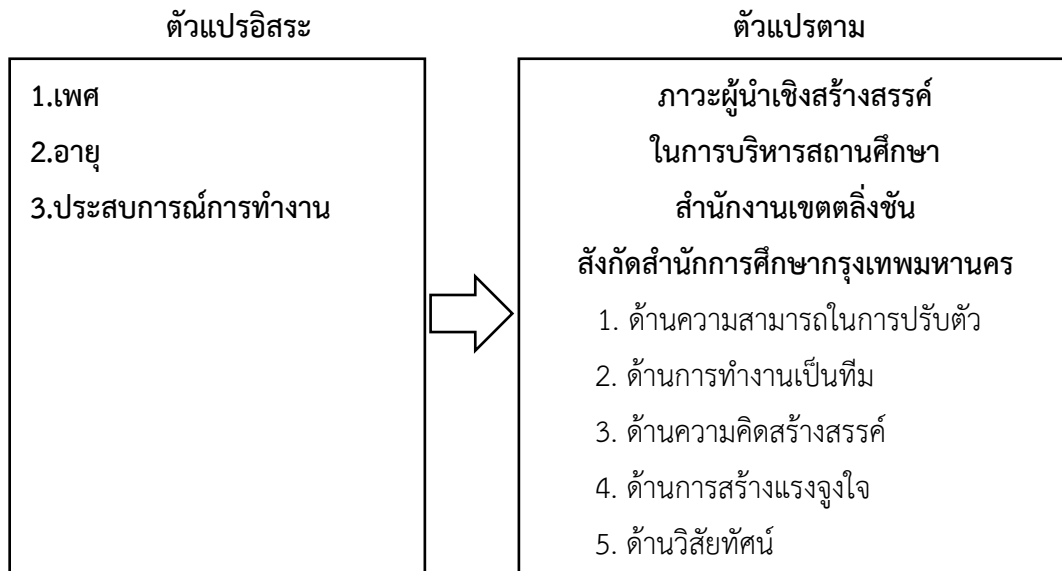 ตัวแปรอิสระ
1.เพศ
2.อายุ
3.ประสบการณ์การทำงาน
ตัวแปรตาม
ภาวะผู้นำเชิงสร้างสรรค์
ในการบริหารสถานศึกษา
สำนักงานเขตตลิ่งชัน
สังกัดสำนักการศึกษากรุงเทพมหานคร
1. ด้านความสามารถในการปรับตัว
2. ด้านการทำงานเป็นทีม
3. ด้านความคิดสร้างสรรค์
4. ด้านการสร้างแรงจูงใจ
5. ด้านวิสัยทัศน์